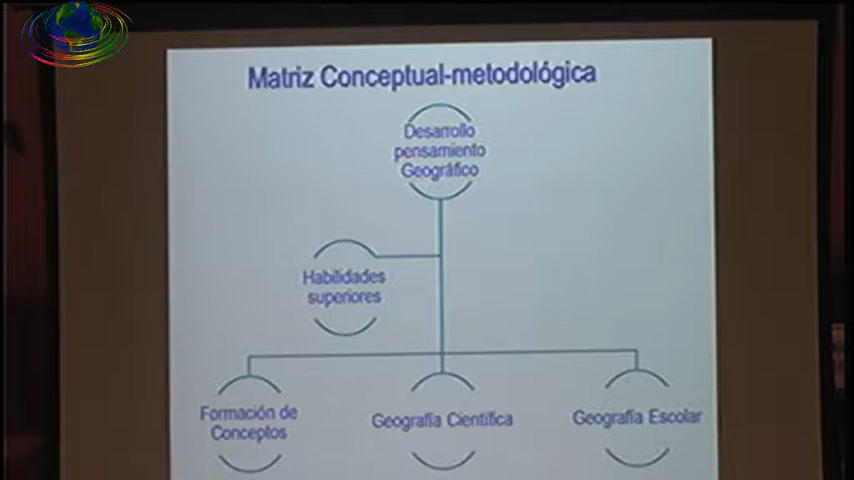 Matriz Conceptual-metodológica
Desarrollo
pensamiento
Geográfico
Habilidades
superiores
Formación de
Conceptos
Geografía Científica
Geografía Escolar